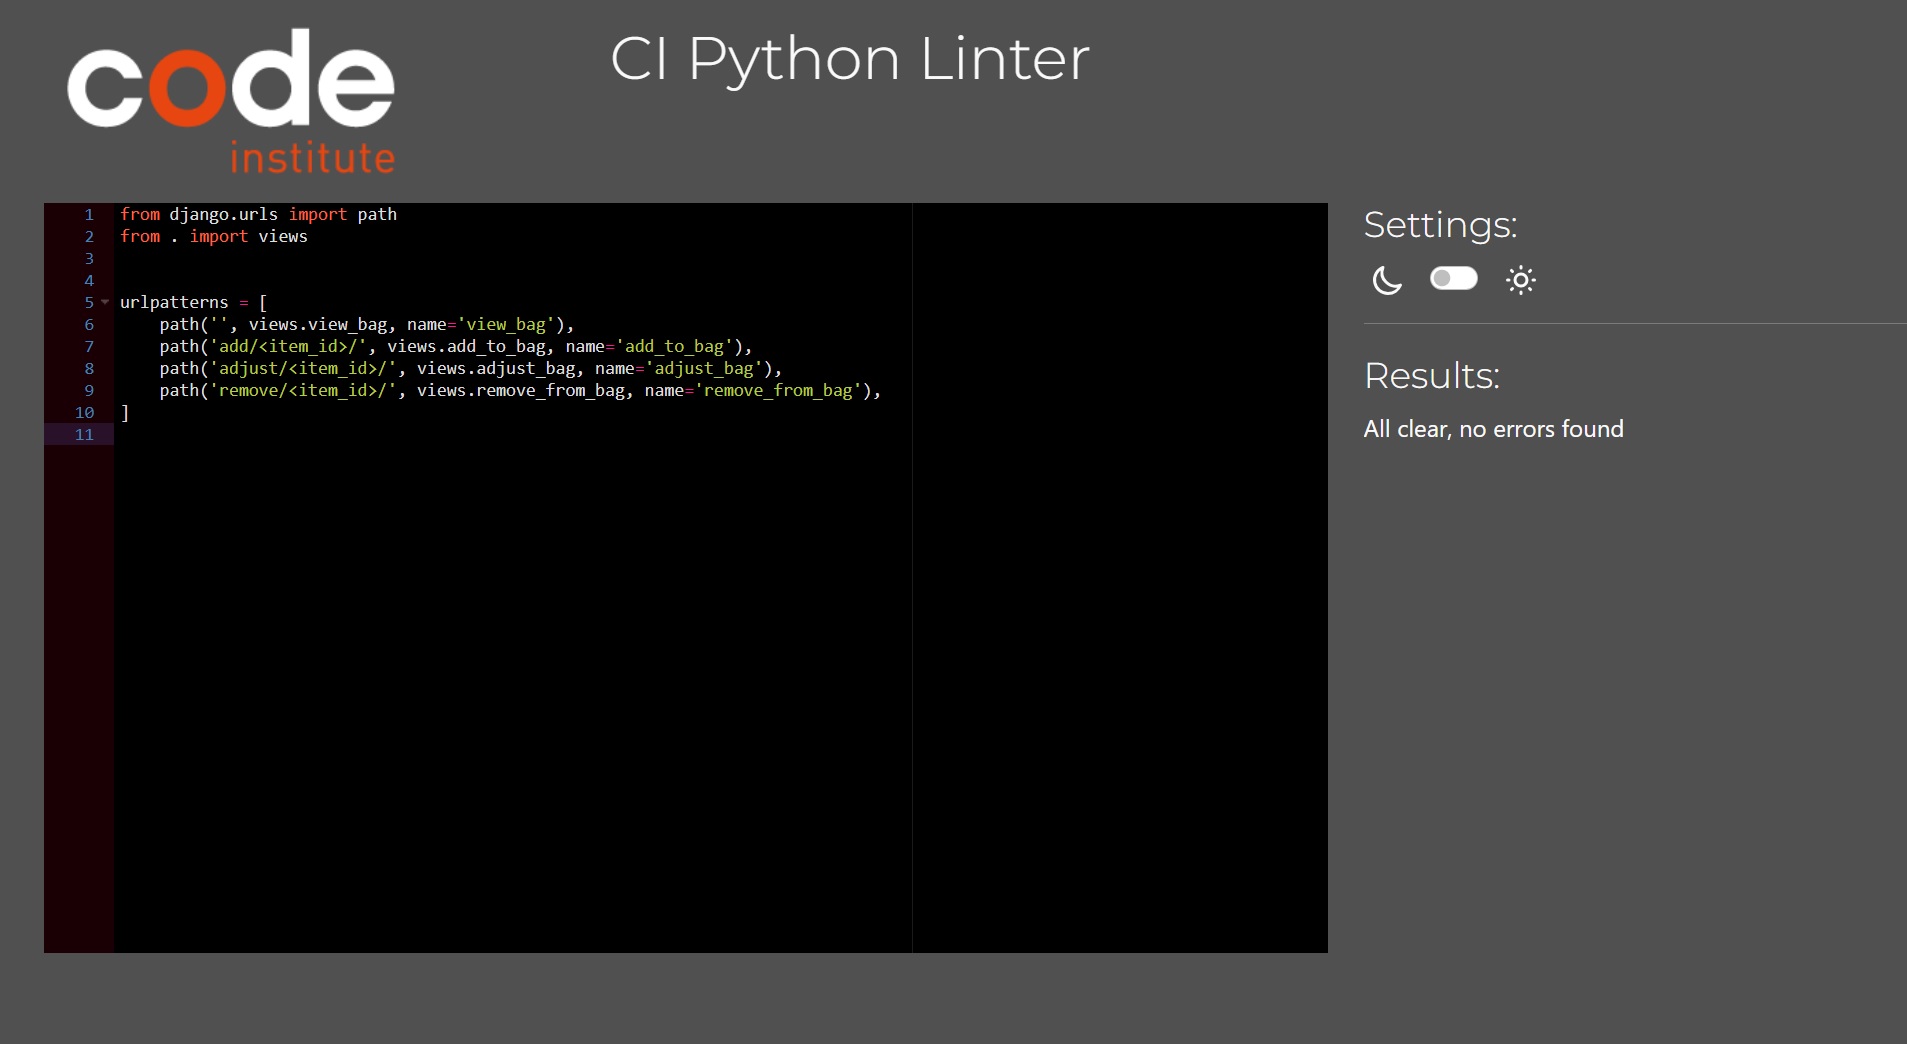 code
institute
CI Python Linter
1 from django.urls import path
2 from . import views
3
4
5 urlpatterns = [
6     path('', views.view_bag, name='view_bag'),
7     path('add/<item_id>/', views.add_to_bag, name='add_to_bag'),
8     path('adjust/<item_id>/', views.adjust_bag, name='adjust_bag'),
9     path('remove/<item_id>/', views.remove_from_bag, name='remove_from_bag'),
10 ]
11
Settings:
Results:
All clear, no errors found